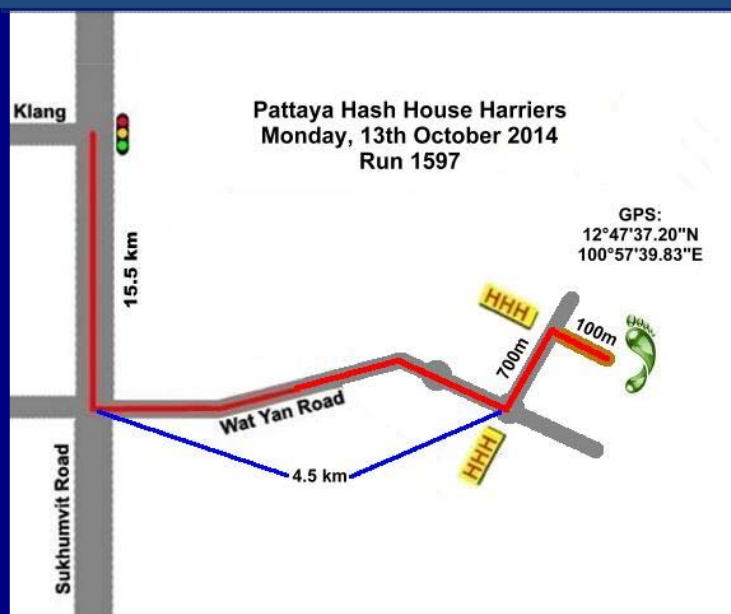 Pattaya Hash House Harriers
Monday, 13th October 2014
Run 1597
Klang
15.5 km
GPS:
12°47'37.20"N
100°57'39.83"E
HHH
100m
700m
Wat Yan Road
HHH
4.5 km
Sukhumvit Road